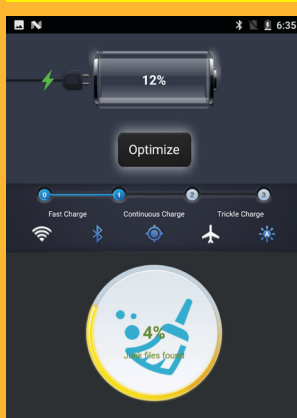 6:35
12%
Optimize
0 1 2 3
Fast Charge Continuous Charge Trickle Charge
A
4%
Junk files found